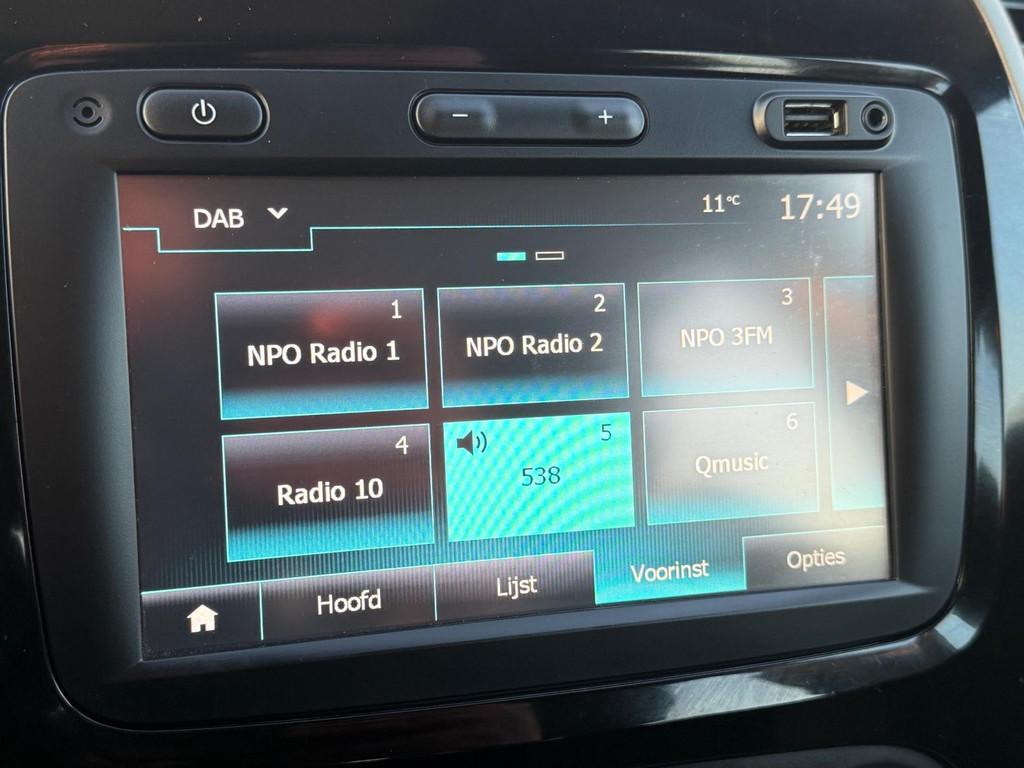 − +
DAB 11°C 17:49
1 2 3
NPO Radio 1 NPO Radio 2 NPO 3FM
4 5 6
Radio 10 538 Qmusic
Hoofd Lijst Voorinst Opties